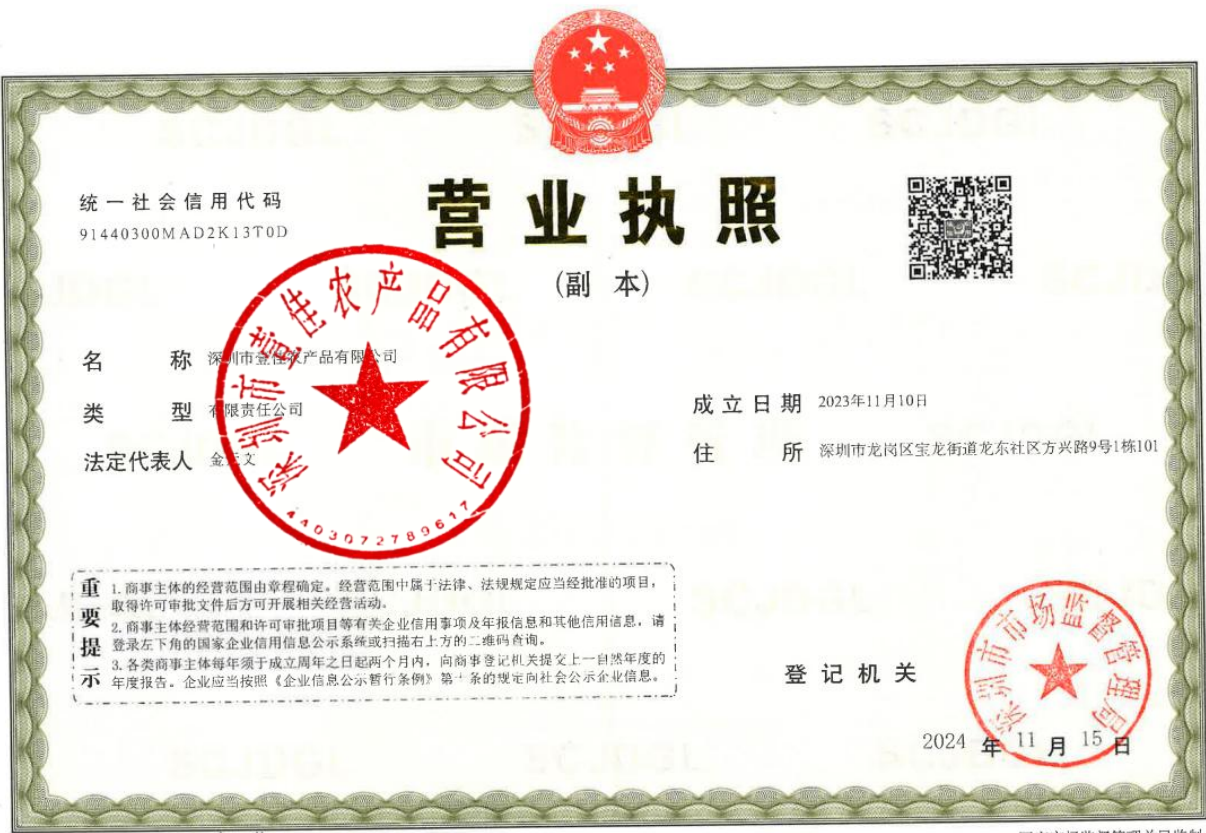 统一社会信用代码
91440300MAD2K13T0D
营业执照
(副 本)
名 称 深圳市壹佳农产品有限公司
类 型 有限责任公司
法定代表人 金 文
成立日期 2023年11月10日
住 所 深圳市龙岗区宝龙街道龙东社区方兴路9号1栋101
深圳市壹佳农产品有限公司
4403072789617
重要提示
1.商事主体的经营范围由章程确定。经营范围中属于法律、法规规定应当经批准的项目，
取得许可审批文件后方可开展相关经营活动。
2.商事主体经营范围和许可审批项目等有关企业信用事项及年报信息和其他信用信息，请
登录左下角的国家企业信用信息公示系统或扫描右上方的二维码查询。
3.各类商事主体每年须于成立周年之日起两个月内，向商事登记机关提交上一自然年度的
年度报告。企业应当按照《企业信息公示暂行条例》第十条的规定向社会公示企业信息。
登记机关
深圳市市场监督管理局
2024 年 11 月 15 日